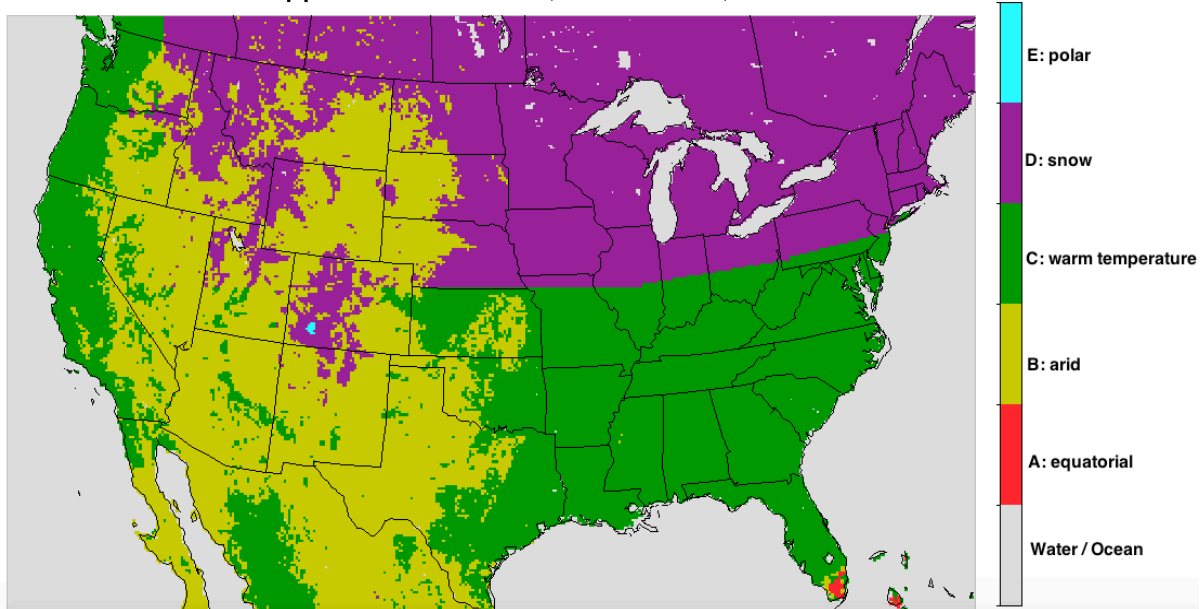 E: polar
D: snow
C: warm temperature
B: arid
A: equatorial
Water / Ocean